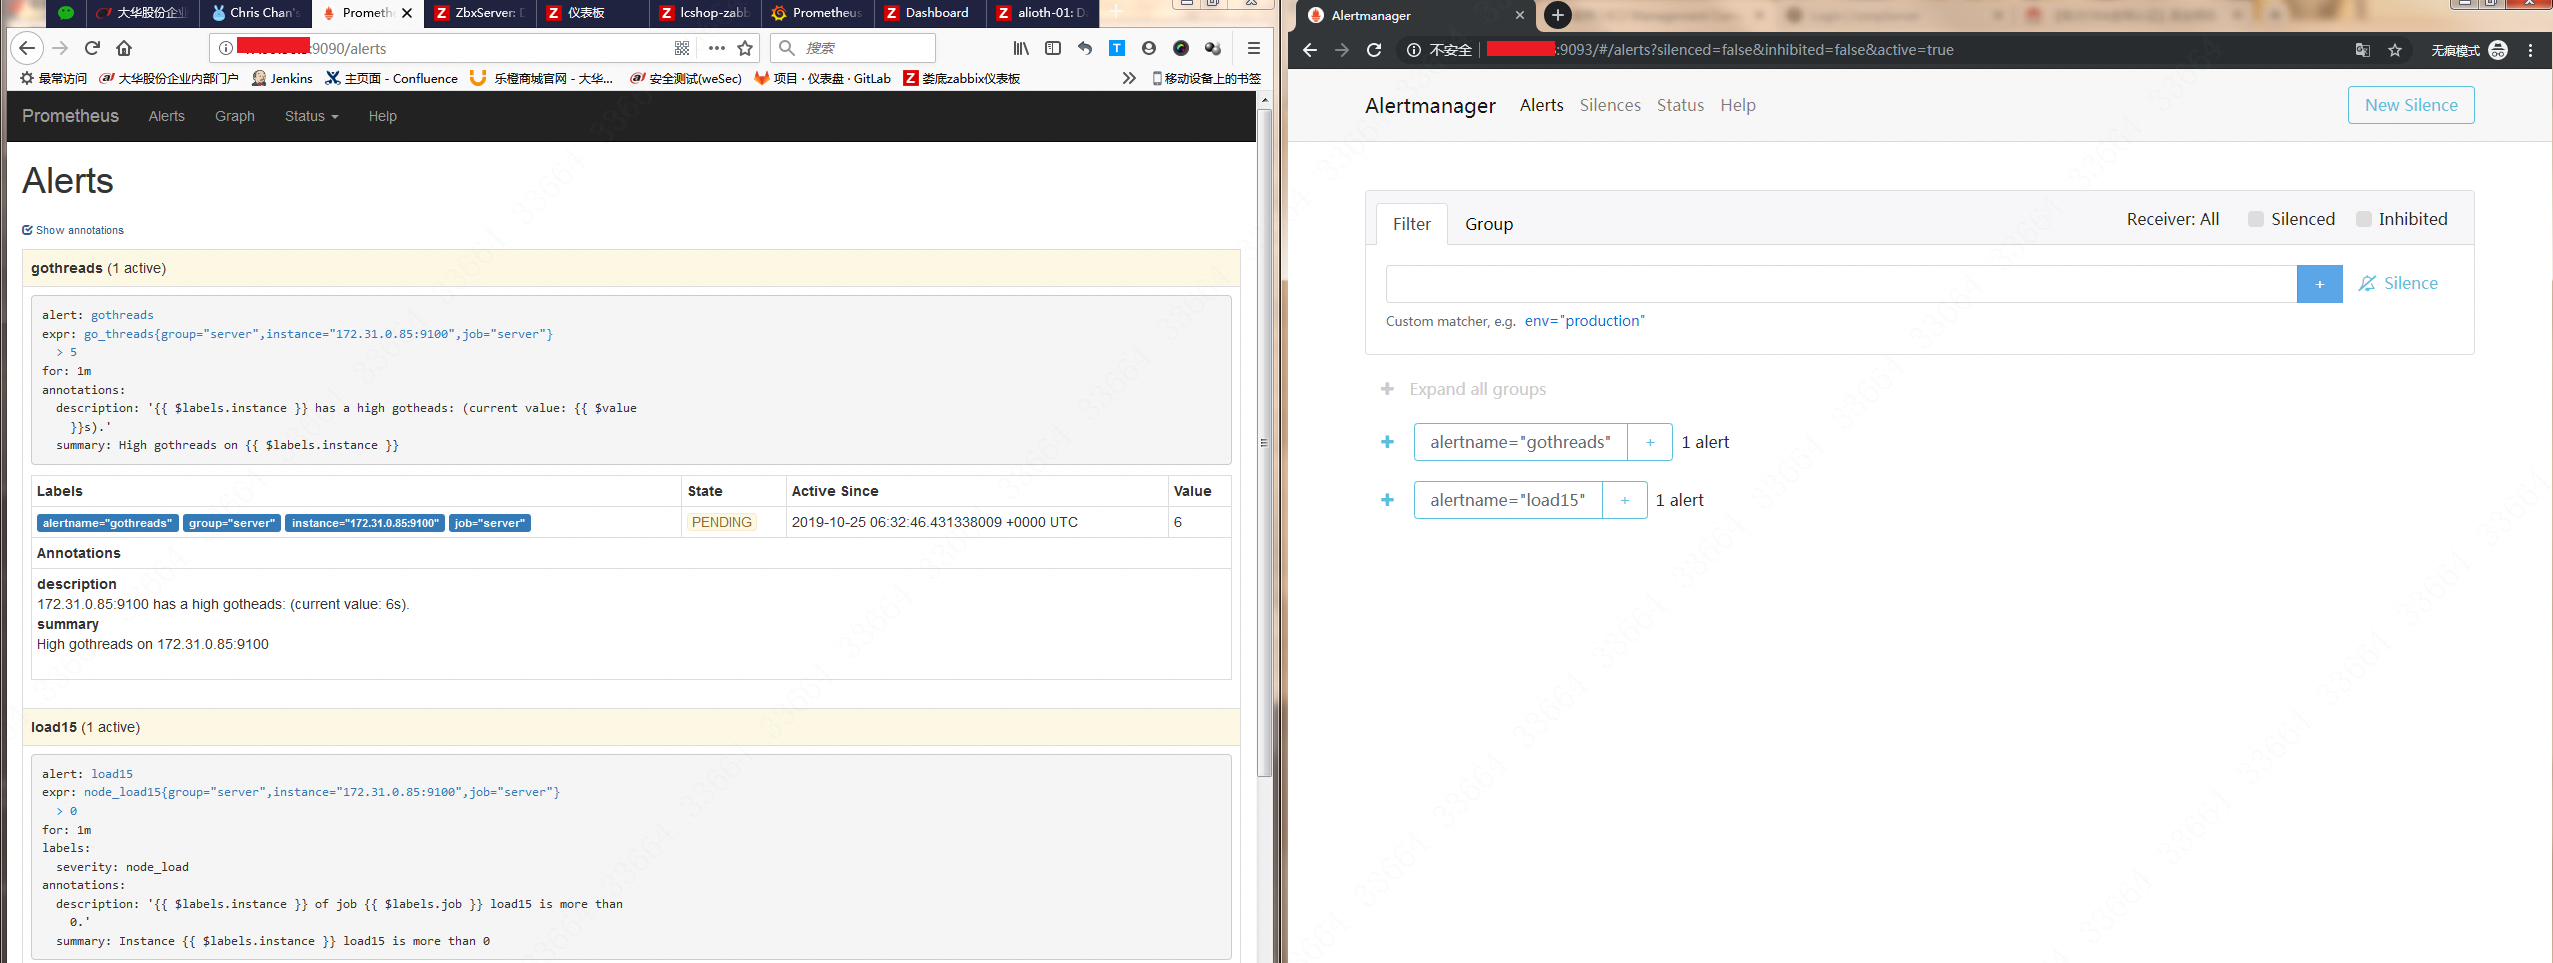 大华股份企业
Chris Chan's
Prometh
ZbxServer: D
仪表板
lcshop-zabb
Prometheus
Dashboard
alioth-01: Da
:9090/alerts
搜索
最常访问
大华股份企业内部门户
Jenkins
主页面 - Confluence
乐橙商城官网 - 大华...
安全测试(weSec)
项目 · 仪表盘 · GitLab
娄底zabbix仪表板
移动设备上的书签
Prometheus
Alerts
Graph
Status
Help
Alerts
Show annotations
gothreads (1 active)
alert: gothreads
expr: go_threads{group="server",instance="172.31.0.85:9100",job="server"}
> 5
for: 1m
annotations:
description: '{{ $labels.instance }} has a high gotheads: (current value: {{ $value
}}s).'
summary: High gothreads on {{ $labels.instance }}
Labels State Active Since Value
alertname="gothreads" group="server" instance="172.31.0.85:9100" job="server" PENDING 2019-10-25 06:32:46.431338009 +0000 UTC 6
Annotations
description
172.31.0.85:9100 has a high gotheads: (current value: 6s).
summary
High gothreads on 172.31.0.85:9100
load15 (1 active)
alert: load15
expr: node_load15{group="server",instance="172.31.0.85:9100",job="server"}
> 0
for: 1m
labels:
severity: node_load
annotations:
description: '{{ $labels.instance }} of job {{ $labels.job }} load15 is more than
0.'
summary: Instance {{ $labels.instance }} load15 is more than 0
Alertmanager
不安全
:9093/#/alerts?silenced=false&inhibited=false&active=true
无痕模式
Alertmanager
Alerts
Silences
Status
Help
New Silence
Filter
Group
Receiver: All
Silenced
Inhibited
+
Silence
Custom matcher, e.g. env="production"
+ Expand all groups
+ alertname="gothreads" + 1 alert
+ alertname="load15" + 1 alert
33664